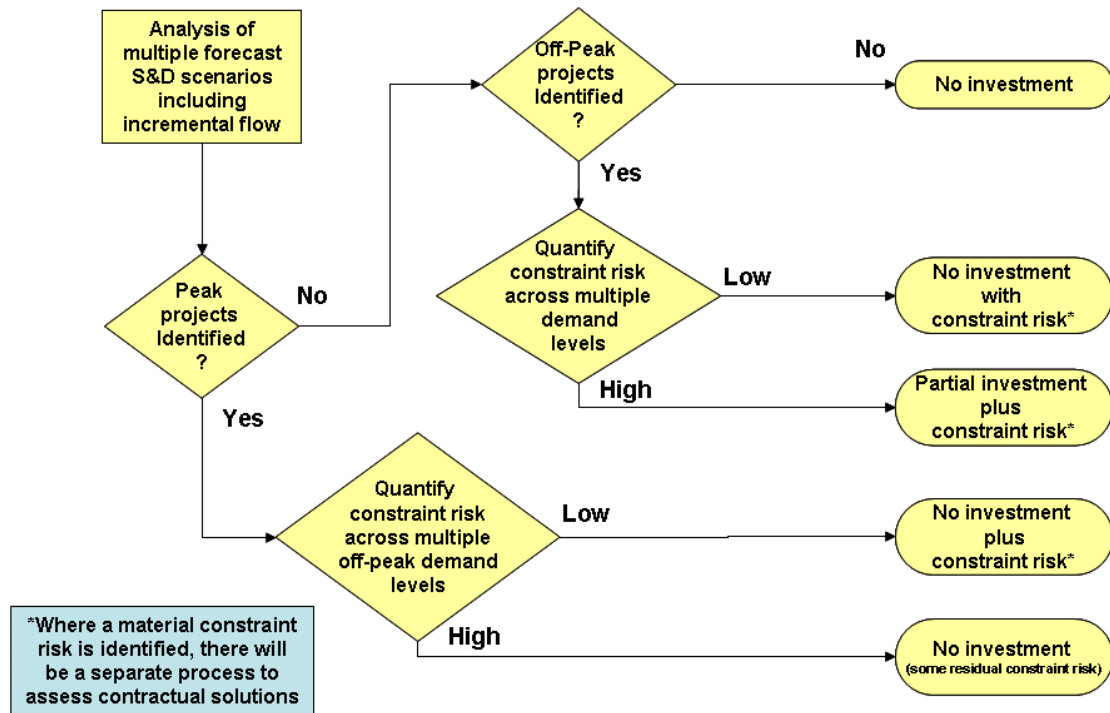 Analysis of
multiple forecast
S&D scenarios
including
incremental flow
Off-Peak
projects
Identified
?
No
No investment
Yes
Quantify
constraint risk
across multiple
demand
levels
Low
No investment
with
constraint risk*
High
Partial investment
plus
constraint risk*
Peak
projects
Identified
?
No
Yes
Quantify
constraint risk
across multiple
off-peak demand
levels
Low
No investment
plus
constraint risk*
High
No investment
(some residual constraint risk)
*Where a material constraint
risk is identified, there will
be a separate process to
assess contractual solutions